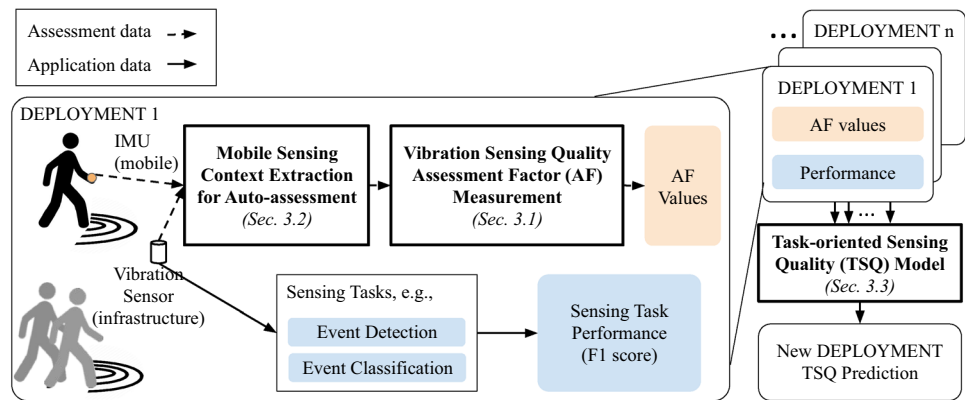 Assessment data
Application data
DEPLOYMENT 1
IMU
(mobile)
Mobile Sensing
Context Extraction
for Auto-assessment
(Sec. 3.2)
Vibration Sensing Quality
Assessment Factor (AF)
Measurement
(Sec. 3.1)
AF
Values
Vibration
Sensor
(infrastructure)
Sensing Tasks, e.g.,
Event Detection
Event Classification
Sensing Task
Performance
(F1 score)
... DEPLOYMENT n
DEPLOYMENT 1
AF values
Performance
...
Task-oriented Sensing
Quality (TSQ) Model
(Sec. 3.3)
New DEPLOYMENT
TSQ Prediction